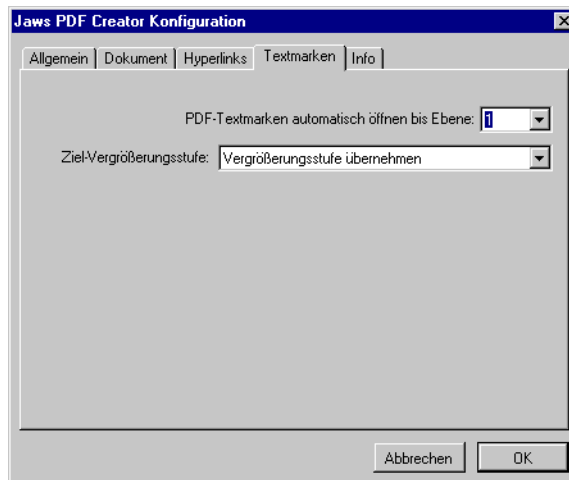 Jaws PDF Creator Konfiguration
Allgemein Dokument Hyperlinks Textmarken Info
PDF-Textmarken automatisch öffnen bis Ebene: 1
Ziel-Vergrößerungsstufe: Vergrößerungsstufe übernehmen
Abbrechen OK